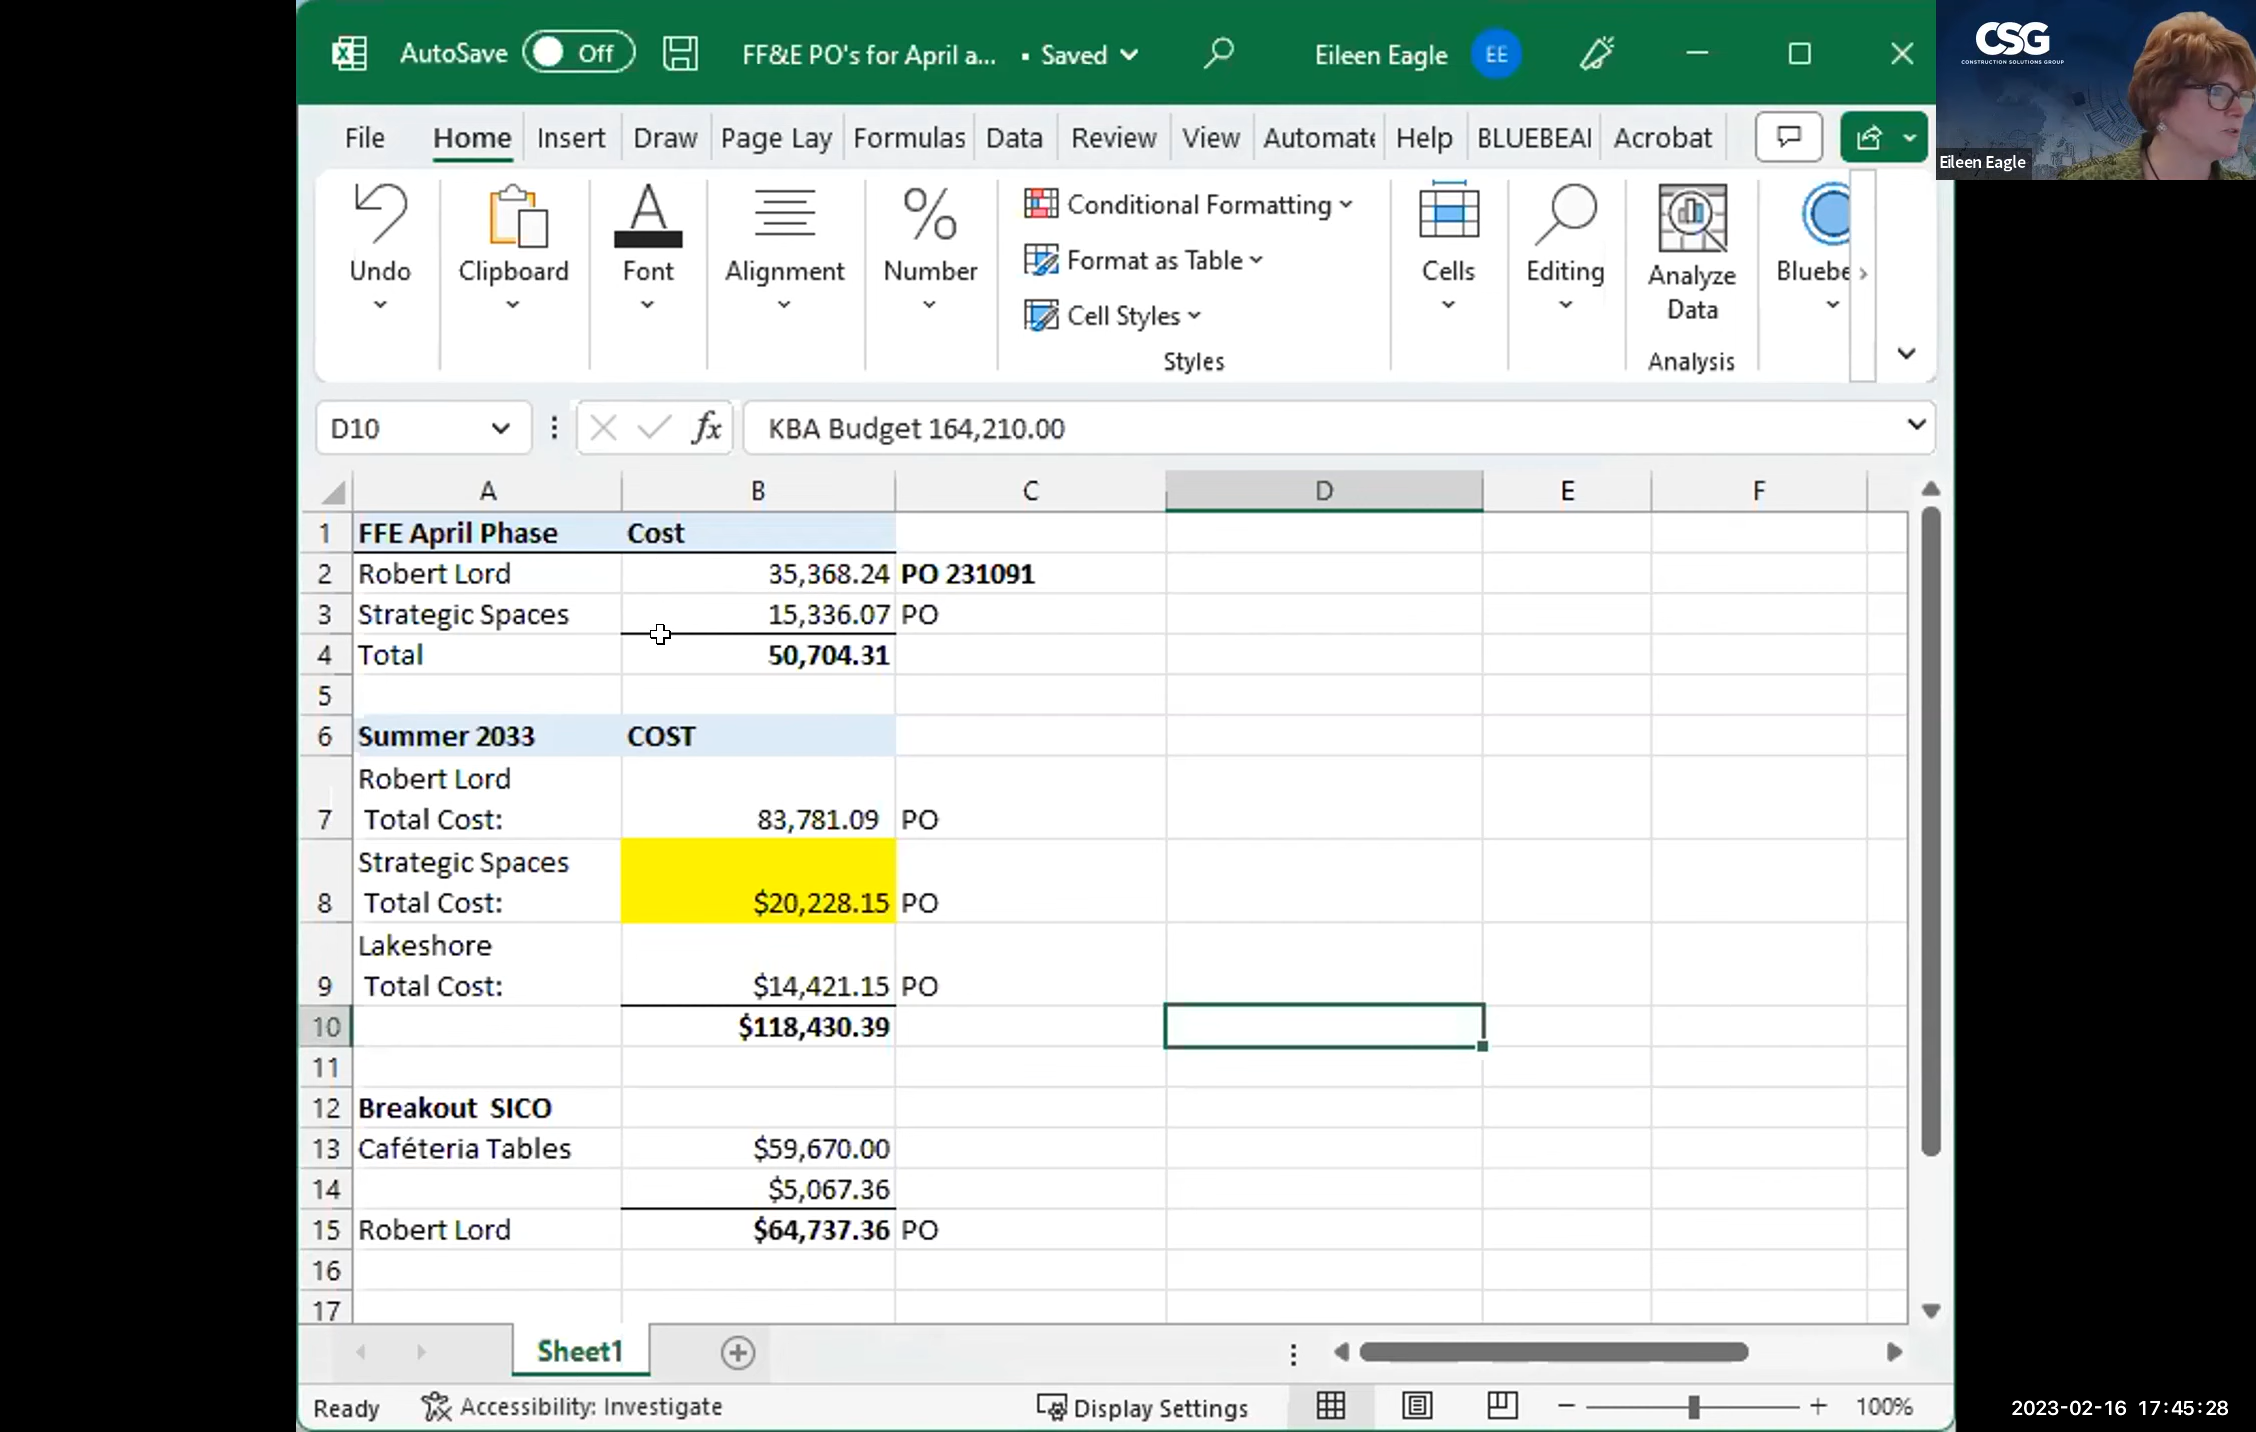 AutoSave Off FF&E PO's for April a... • Saved Eileen Eagle EE
CSG
CONSTRUCTION SOLUTIONS GROUP
Eileen Eagle
File Home Insert Draw Page Lay Formulas Data Review View Automate Help BLUEBEAI Acrobat
Undo Clipboard Font Alignment Number
Conditional Formatting
Format as Table
Cell Styles
Styles
Cells Editing Analyze Data Bluebe
Analysis
D10 fx KBA Budget 164,210.00
A B C D E F
1 FFE April Phase Cost
2 Robert Lord 35,368.24 PO 231091
3 Strategic Spaces 15,336.07 PO
4 Total 50,704.31
5
6 Summer 2033 COST
Robert Lord
7 Total Cost: 83,781.09 PO
Strategic Spaces
8 Total Cost: $20,228.15 PO
Lakeshore
9 Total Cost: $14,421.15 PO
10 $118,430.39
11
12 Breakout SICO
13 Caféteria Tables $59,670.00
14 $5,067.36
15 Robert Lord $64,737.36 PO
16
17
Sheet1
Ready Accessibility: Investigate Display Settings 100%
2023-02-16 17:45:28